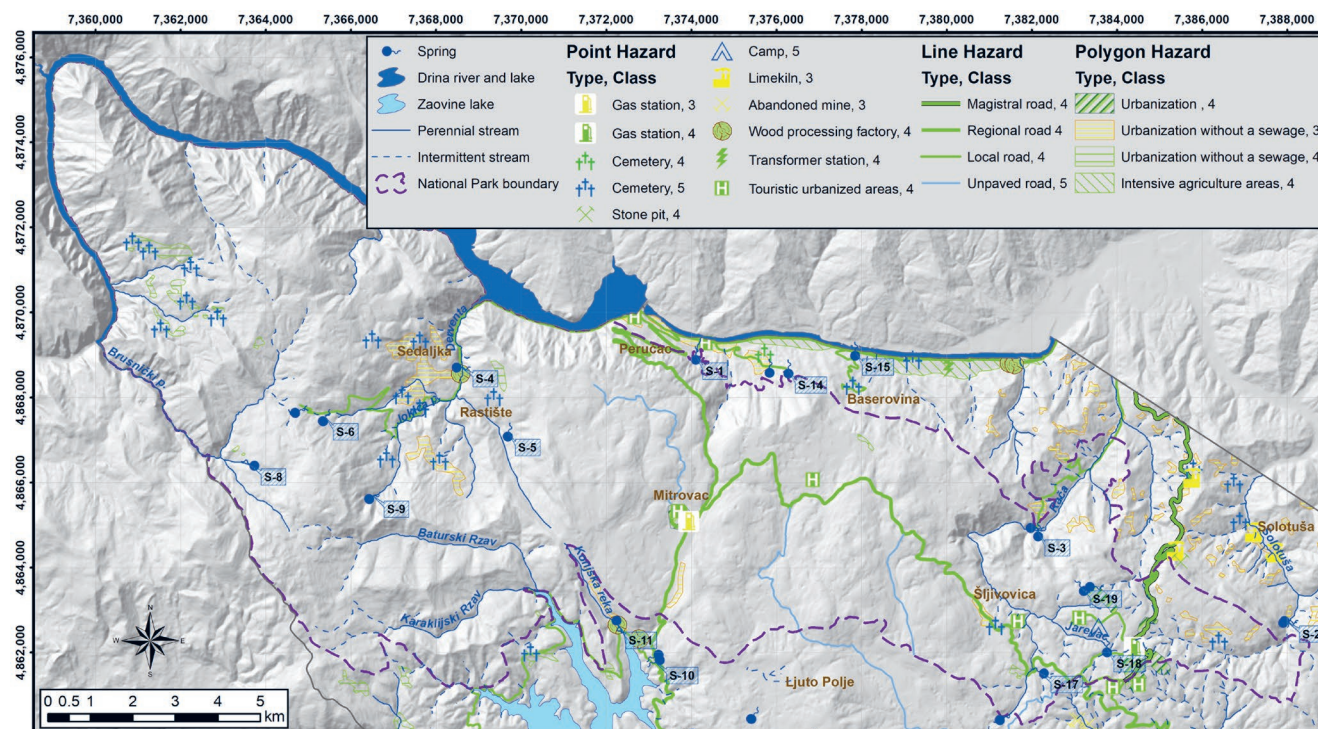 7,360,000 7,362,000 7,364,000 7,366,000 7,368,000 7,370,000 7,372,000 7,374,000 7,376,000 7,378,000 7,380,000 7,382,000 7,384,000 7,386,000 7,388,000
4,876,000
4,874,000
4,872,000
4,870,000
4,868,000
4,866,000
4,864,000
4,862,000
Spring
Drina river and lake
Zaovine lake
Perennial stream
Intermittent stream
National Park boundary
Point Hazard
Type, Class
Gas station, 3
Gas station, 4
Cemetery, 4
Cemetery, 5
Stone pit, 4
Camp, 5
Limekiln, 3
Abandoned mine, 3
Wood processing factory, 4
Transformer station, 4
Touristic urbanized areas, 4
Line Hazard
Type, Class
Magistral road, 4
Regional road 4
Local road, 4
Unpaved road, 5
Polygon Hazard
Type, Class
Urbanization , 4
Urbanization without a sewage, 3
Urbanization without a sewage, 4
Intensive agriculture areas, 4
H
Derventa
Sedaljka
Perućac
H
S-1
S-14
S-15
Baserovina
Brusnički p.
S-4
Rastište
S-6
S-5
S-8
S-9
Mitrovac
H
H
Rača
S-3
Solotuša
Solotuša
Baturski Rzav
Konjska reka
Karaklijski Rzav
S-11
S-10
Ljuto Polje
Šljivovica
H
S-19
H
Jarevac
S-18
S-17
H
H
S-2
N
W
E
S
0 0.5 1 2 3 4 5
km